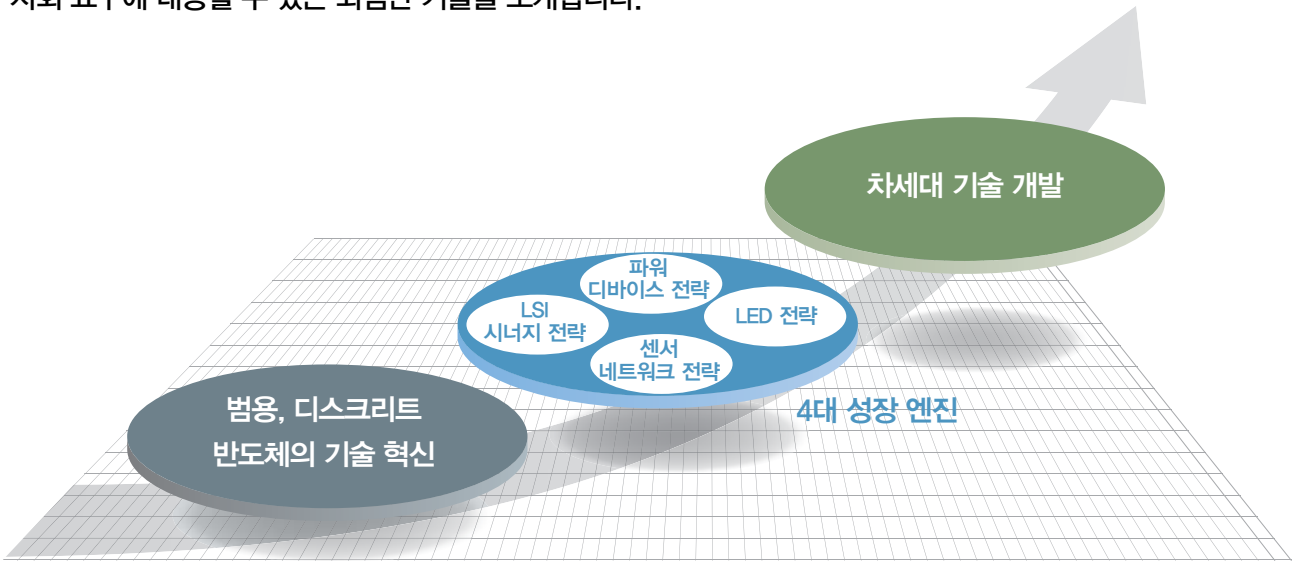 차세대 기술 개발
파워
디바이스 전략
LSI
시너지 전략
LED 전략
센서
네트워크 전략
4대 성장 엔진
범용, 디스크리트
반도체의 기술 혁신